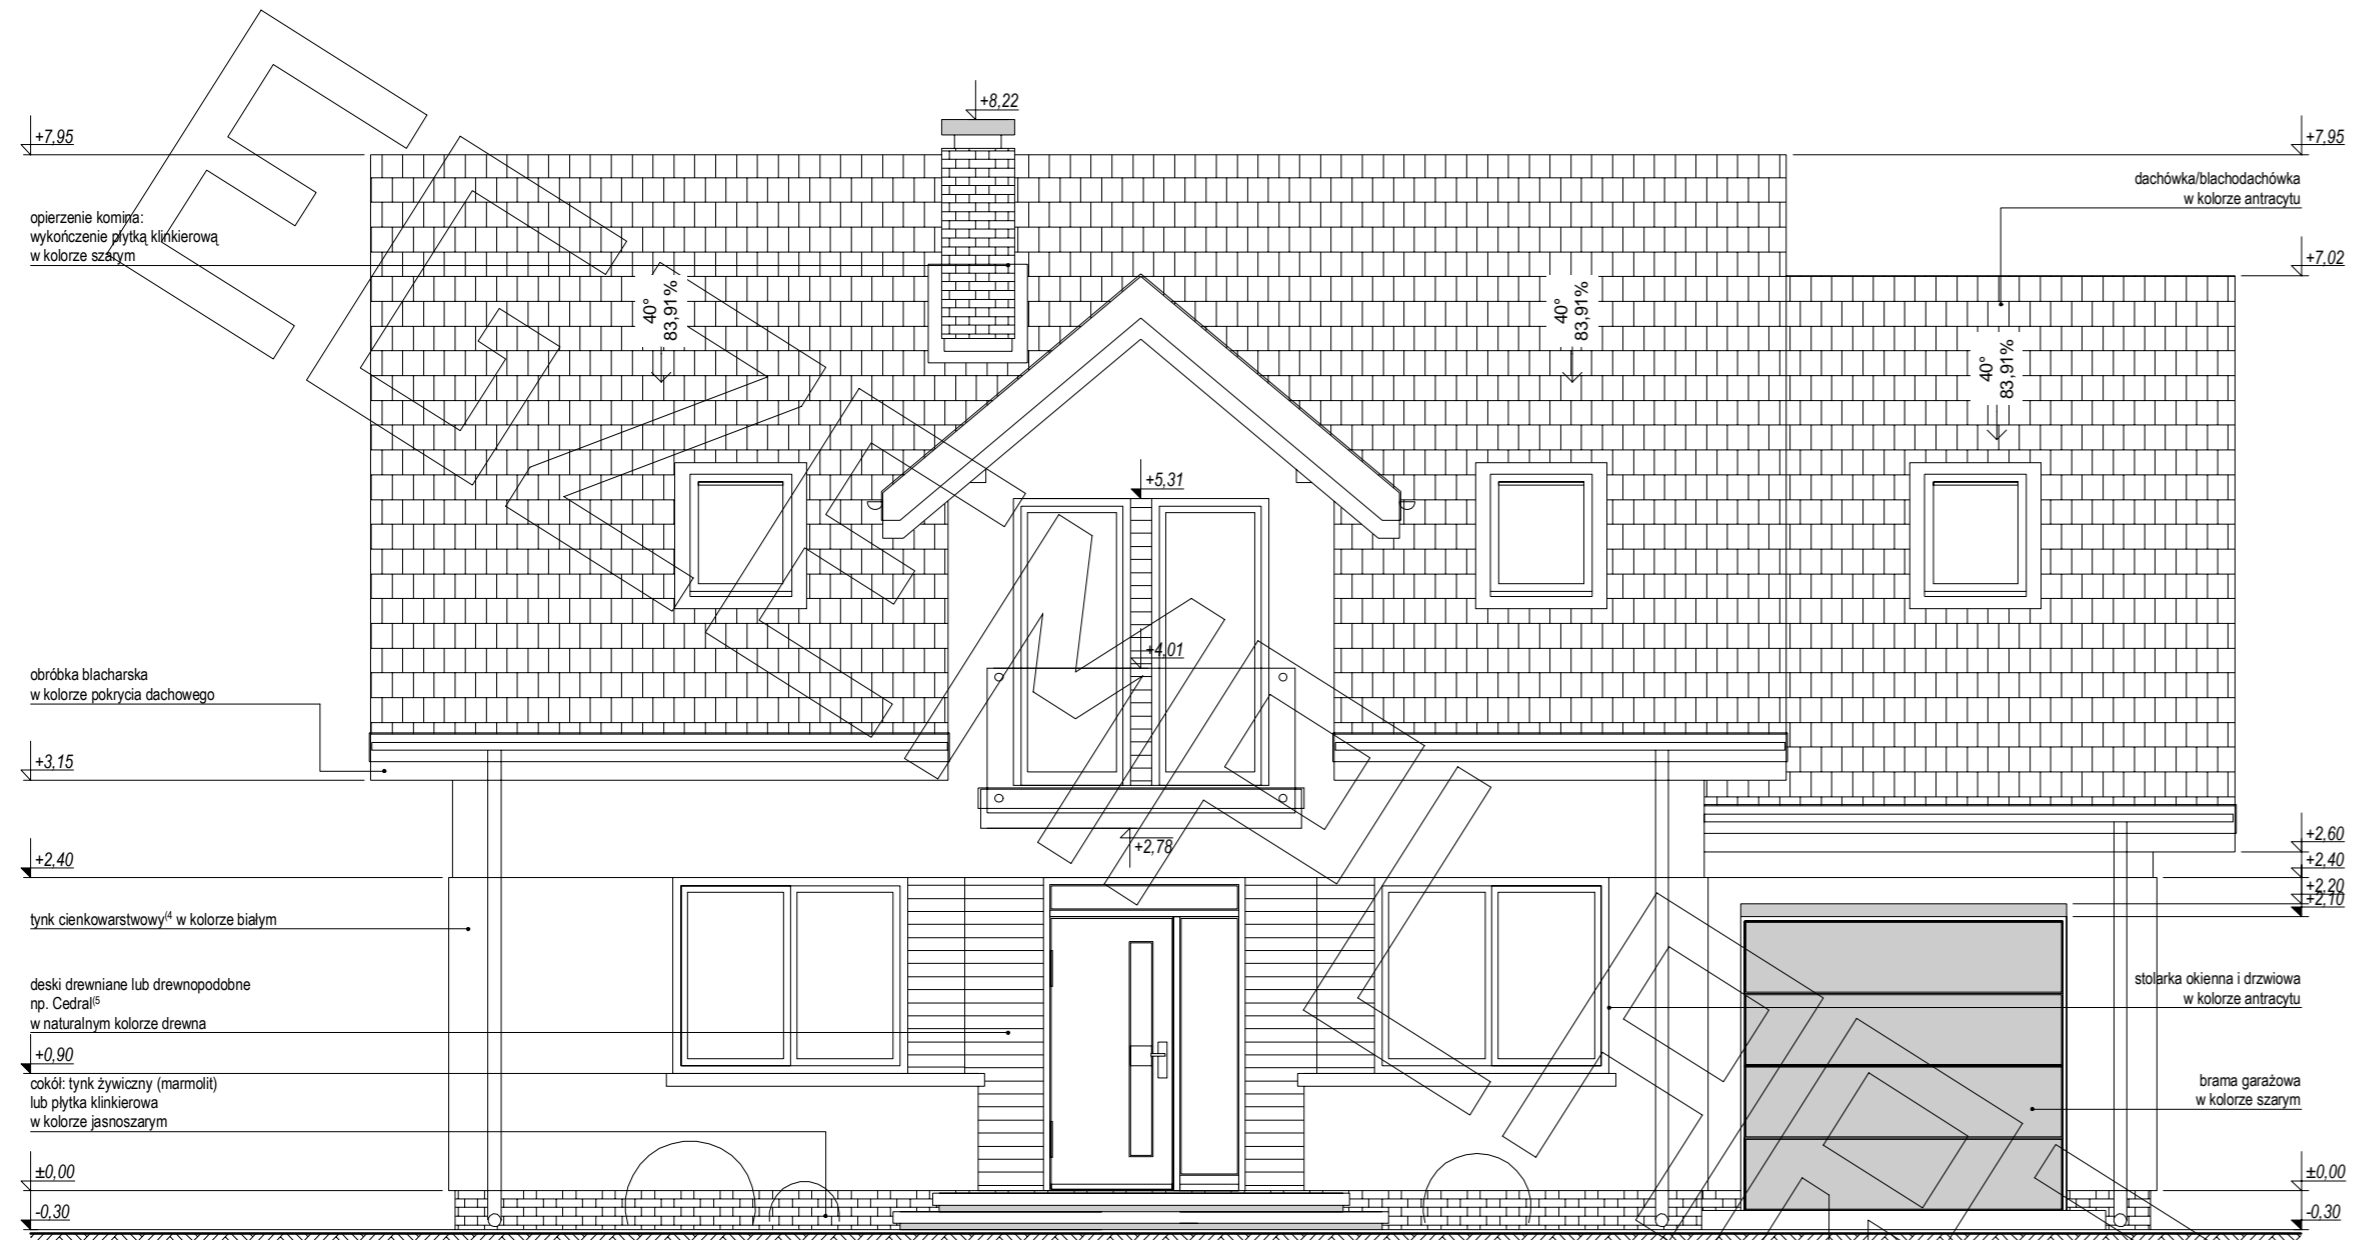 +8,22
+7,95
+7,95
dachówka/blachodachówka
w kolorze antracytu
opierzenie komina:
wykończenie płytką klinkierową
w kolorze szarym
+7,02
40°
83,91%
40°
83,91%
40°
83,91%
+5,31
+4,01
obróbka blacharska
w kolorze pokrycia dachowego
+3,15
+2,78
+2,60
+2,40
+2,40
+2,20
+2,10
tynk cienkowarstwowy(4 w kolorze białym
deski drewniane lub drewnopodobne
np. Cedral(5
w naturalnym kolorze drewna
stolarka okienna i drzwiowa
w kolorze antracytu
+0,90
cokół: tynk żywiczny (marmolit)
lub płytka klinkierowa
w kolorze jasnoszarym
brama garażowa
w kolorze szarym
±0,00
±0,00
-0,30
-0,30